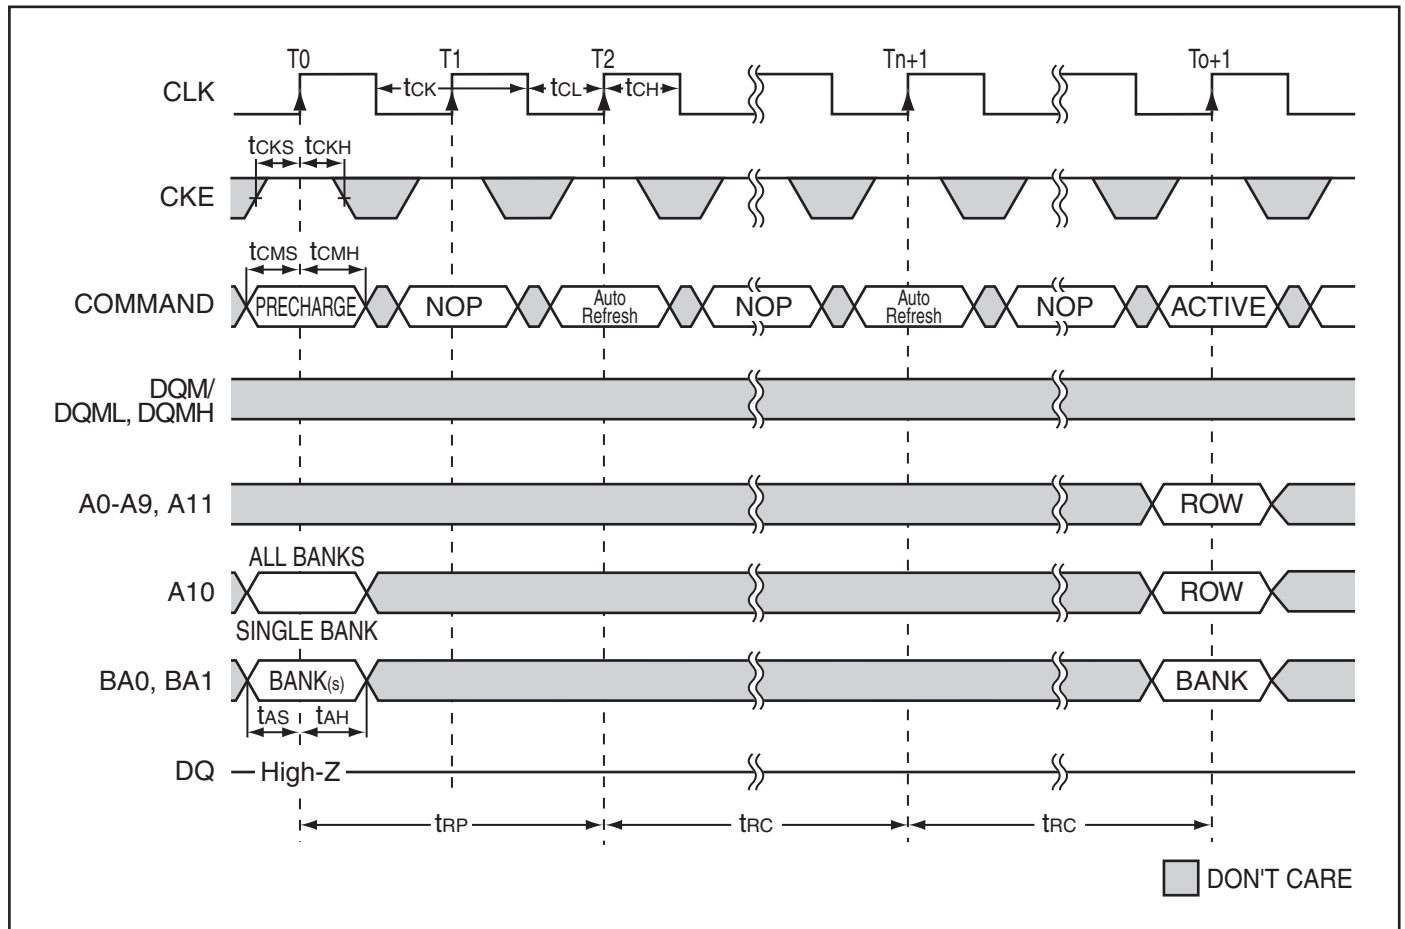 T0 T1 T2 Tn+1 To+1
CLK tCK tCL tCH
tCKS tCKH
CKE
tCMS tCMH
COMMAND PRECHARGE NOP Auto Refresh NOP Auto Refresh NOP ACTIVE
DQM/
DQML, DQMH
A0-A9, A11 ROW
ALL BANKS
A10 ROW
SINGLE BANK
BA0, BA1 BANK(s) BANK
tAS tAH
DQ High-Z
tRP tRC tRC
DON'T CARE